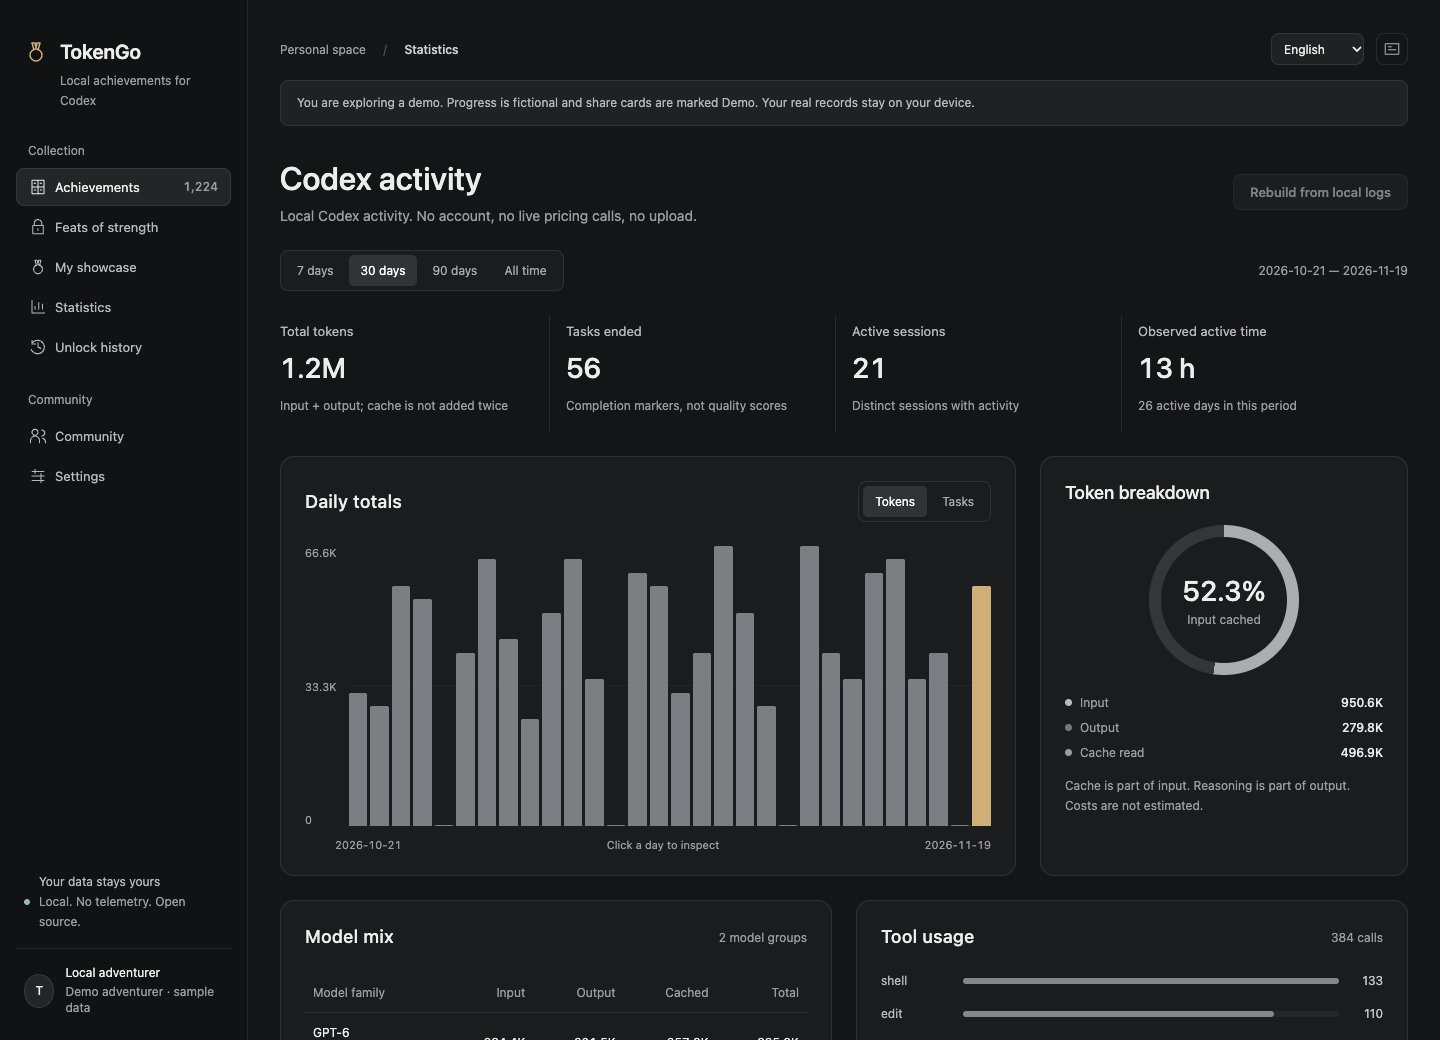 TokenGo
Local achievements for
Codex
Collection
Achievements 1,224
Feats of strength
My showcase
Statistics
Unlock history
Community
Community
Settings
Your data stays yours
Local. No telemetry. Open
source.
T
Local adventurer
Demo adventurer · sample
data
Personal space / Statistics
English
You are exploring a demo. Progress is fictional and share cards are marked Demo. Your real records stay on your device.
Codex activity
Local Codex activity. No account, no live pricing calls, no upload.
Rebuild from local logs
7 days 30 days 90 days All time
2026-10-21 — 2026-11-19
Total tokens
1.2M
Input + output; cache is not added twice
Tasks ended
56
Completion markers, not quality scores
Active sessions
21
Distinct sessions with activity
Observed active time
13 h
26 active days in this period
Daily totals
Tokens Tasks
66.6K
33.3K
0
2026-10-21 Click a day to inspect 2026-11-19
Token breakdown
52.3%
Input cached
Input 950.6K
Output 279.8K
Cache read 496.9K
Cache is part of input. Reasoning is part of output.
Costs are not estimated.
Model mix
2 model groups
Model family Input Output Cached Total
GPT-6
Tool usage
384 calls
shell 133
edit 110